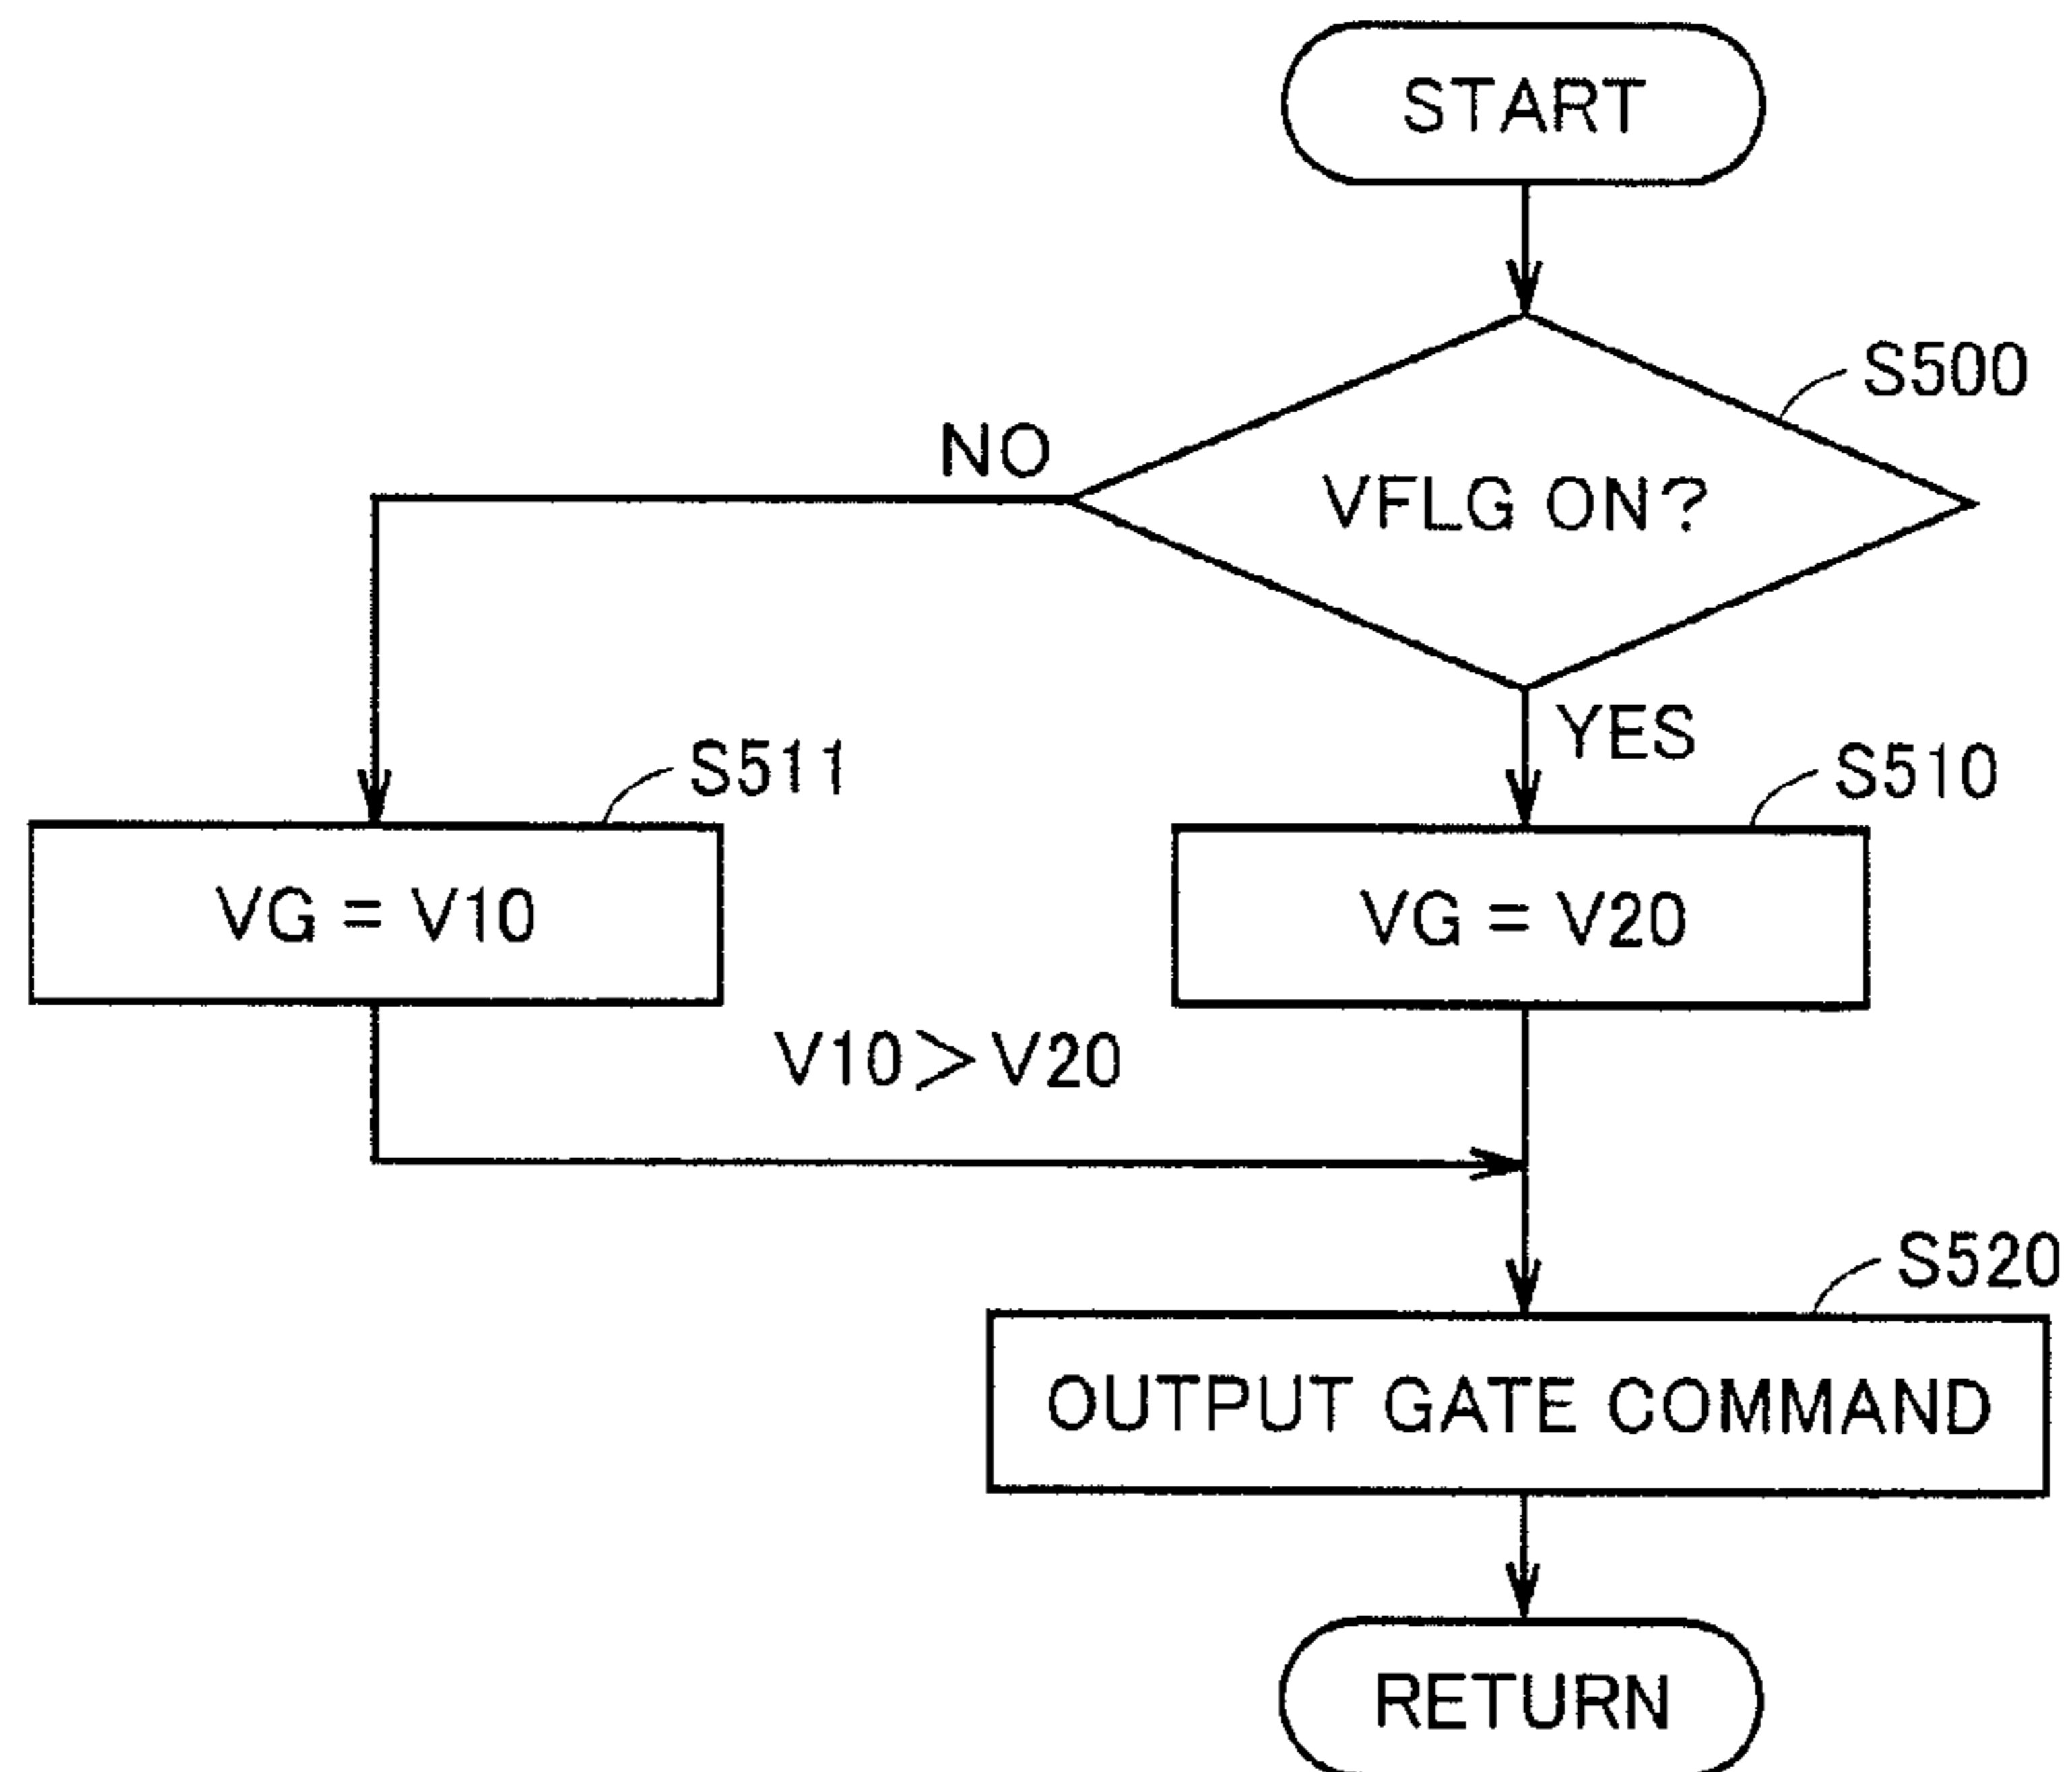 START
S500
NO
VFLG ON?
YES
S511
S510
VG = V10
VG = V20
V10>V20
S520
OUTPUT GATE COMMAND
RETURN